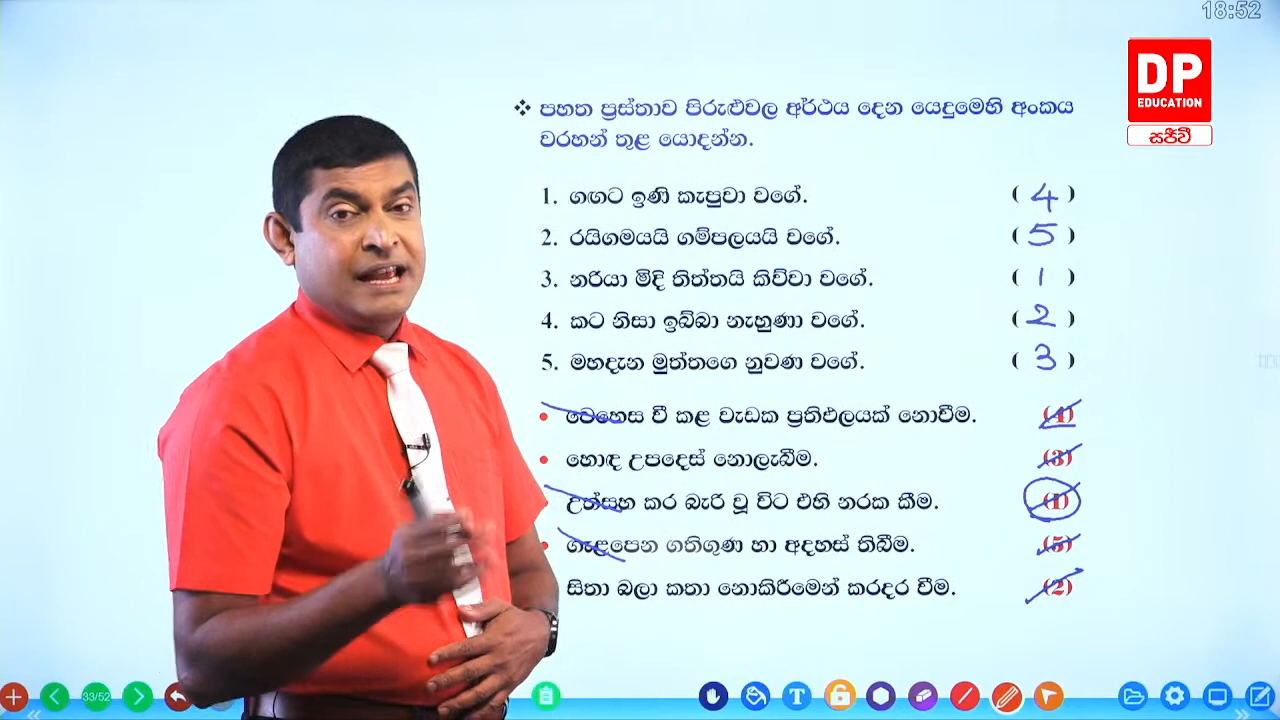 18:52
DP
EDUCATION
සජීවී
❖ පහත ප්‍රස්තාව පිරුළුවල අර්ථය දෙන යෙදුමෙහි අංකය
වරහන් තුළ යොදන්න.
1. ගඟට ඉණි කැපුවා වගේ. ( 4 )
2. රයිගමයයි ගම්පලයයි වගේ. ( 5 )
3. නරියා මිදි තිත්තයි කිව්වා වගේ. ( 1 )
4. කට නිසා ඉබ්බා නැහුණා වගේ. ( 2 )
5. මහදැන මුත්තගෙ නුවණ වගේ. ( 3 )
• වෙහෙස වී කළ වැඩක ප්‍රතිඵලයක් නොවීම. (4)
• හොඳ උපදෙස් නොලැබීම. (3)
උත්සහ කර බැරි වූ විට එහි නරක කීම. (1)
• ගැළපෙන ගතිගුණ හා අදහස් තිබීම. (5)
සිතා බලා කතා නොකිරීමෙන් කරදර වීම. (2)
33/52